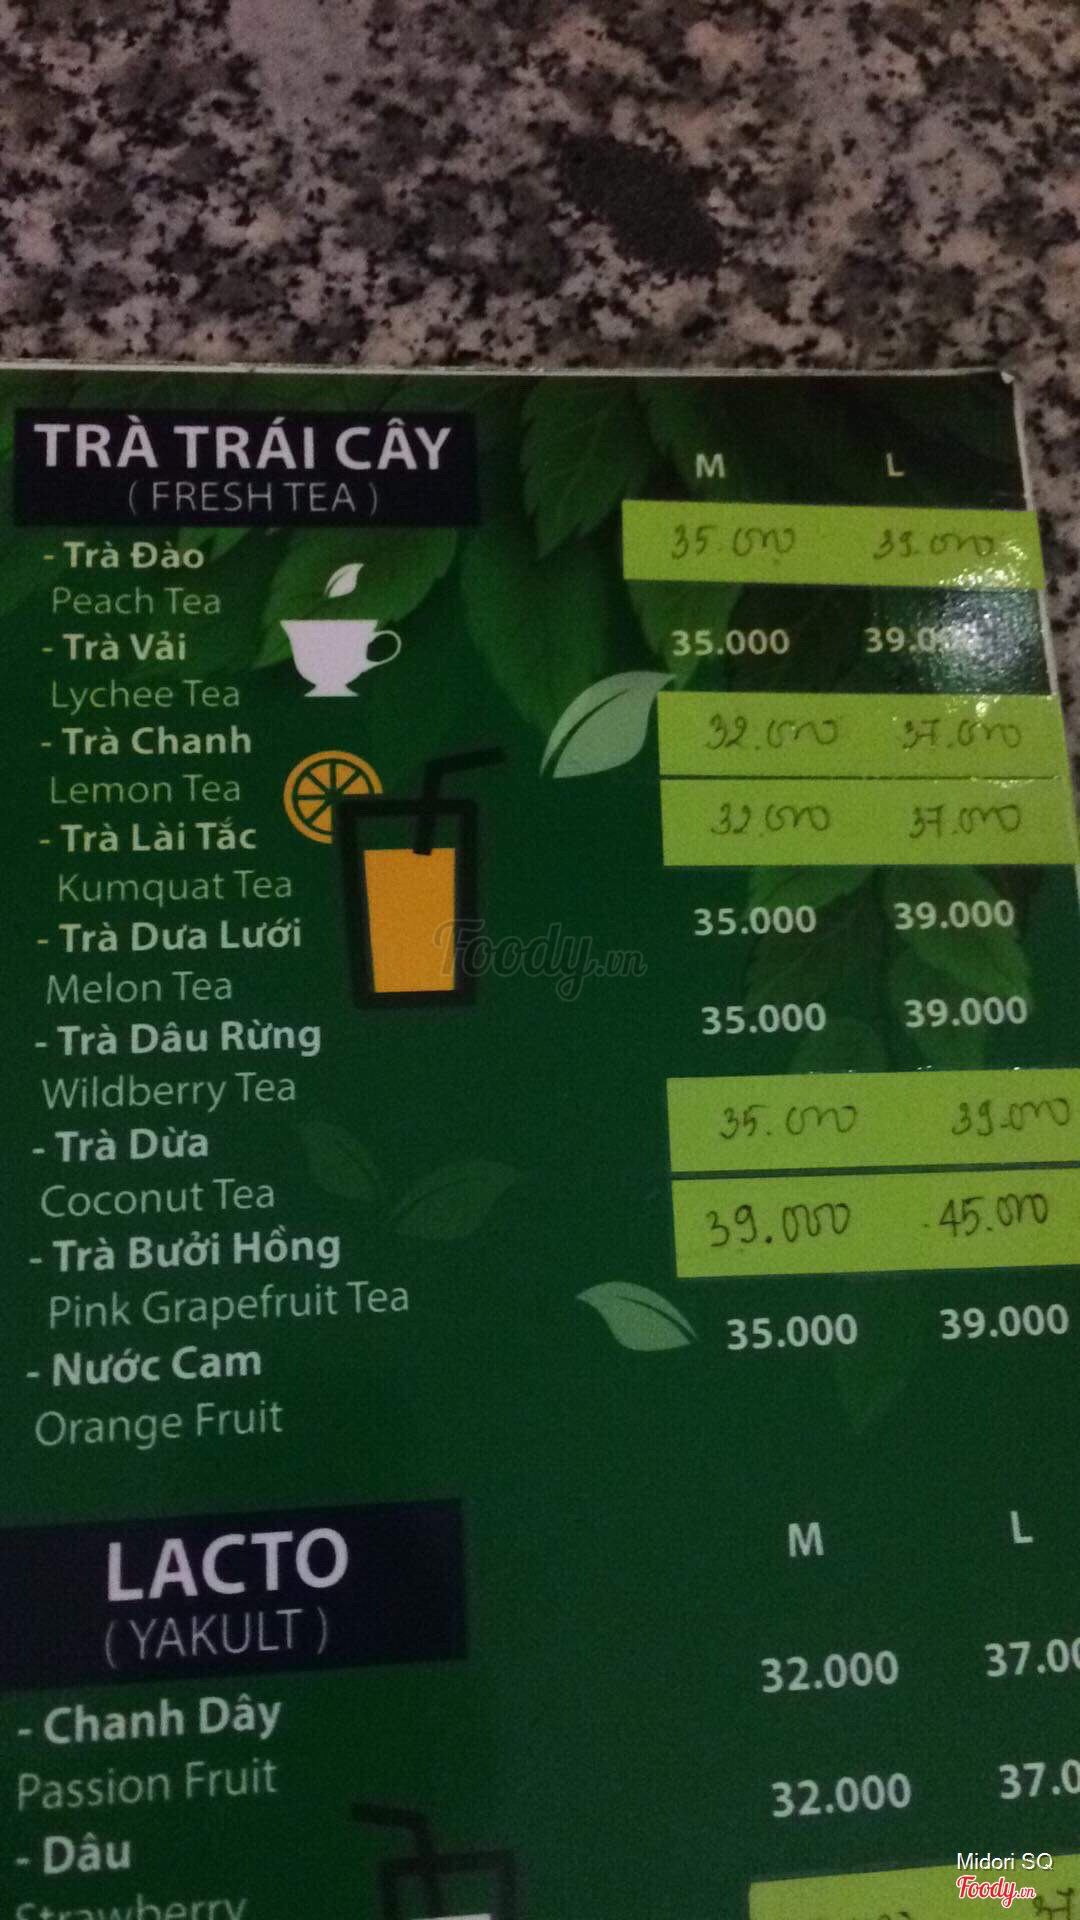 TRÀ TRÁI CÂY
( FRESH TEA )
M L
- Trà Đào 35.000 39.000
Peach Tea
- Trà Vải 35.000
Lychee Tea
- Trà Chanh 32.000 37.000
Lemon Tea
- Trà Lài Tắc 32.000 37.000
Kumquat Tea
- Trà Dưa Lưới 35.000 39.000
Melon Tea
- Trà Dâu Rừng 35.000 39.000
Wildberry Tea
- Trà Dừa 35.000 39.000
Coconut Tea
- Trà Bưởi Hồng 39.000 45.000
Pink Grapefruit Tea
- Nước Cam 35.000 39.000
Orange Fruit
Foody.vn
LACTO
( YAKULT )
M L
- Chanh Dây 32.000 37.00
Passion Fruit
- Dâu 32.000 37.0
Strawberry
Midori SQ
Foody.vn